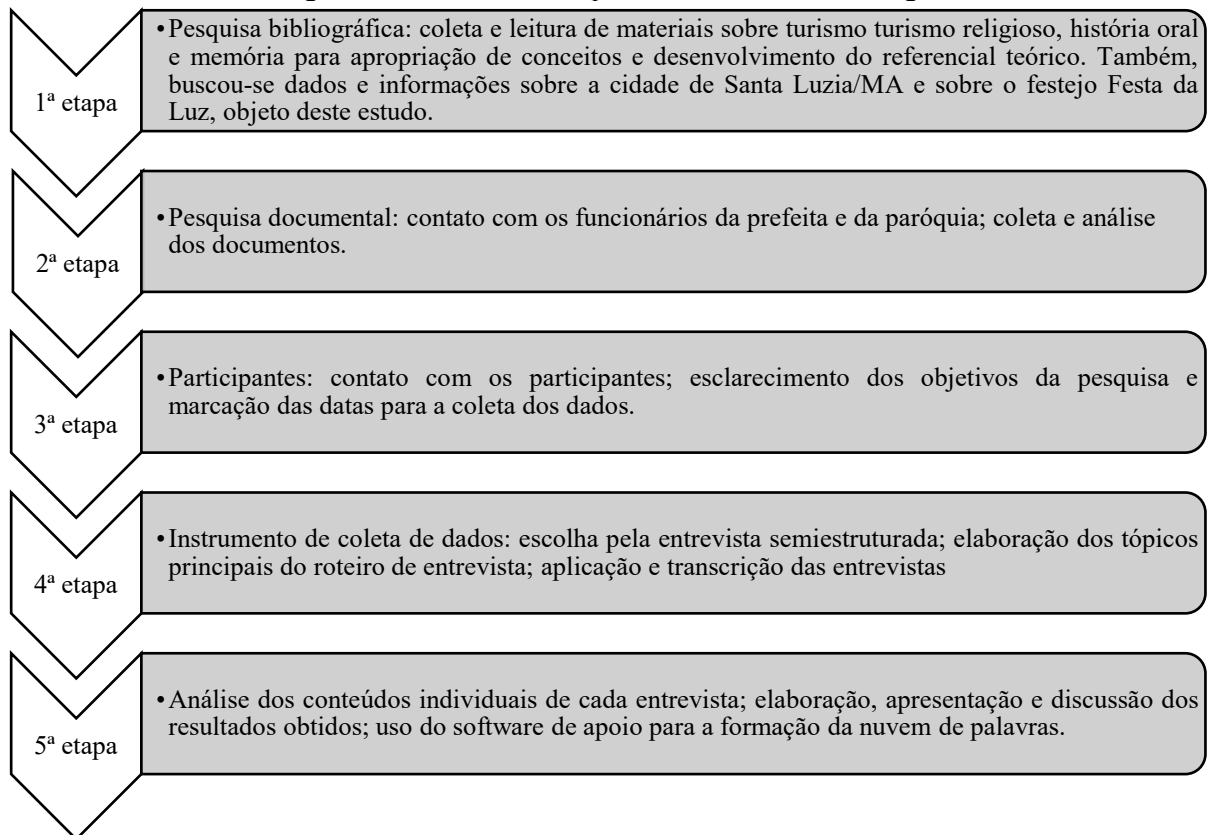 •Pesquisa bibliográfica: coleta e leitura de materiais sobre turismo turismo religioso, história oral
e memória para apropriação de conceitos e desenvolvimento do referencial teórico. Também,
buscou-se dados e informações sobre a cidade de Santa Luzia/MA e sobre o festejo Festa da
Luz, objeto deste estudo.
1ª etapa
•Pesquisa documental: contato com os funcionários da prefeita e da paróquia; coleta e análise
dos documentos.
2ª etapa
•Participantes: contato com os participantes; esclarecimento dos objetivos da pesquisa e
marcação das datas para a coleta dos dados.
3ª etapa
•Instrumento de coleta de dados: escolha pela entrevista semiestruturada; elaboração dos tópicos
principais do roteiro de entrevista; aplicação e transcrição das entrevistas
4ª etapa
•Análise dos conteúdos individuais de cada entrevista; elaboração, apresentação e discussão dos
resultados obtidos; uso do software de apoio para a formação da nuvem de palavras.
5ª etapa